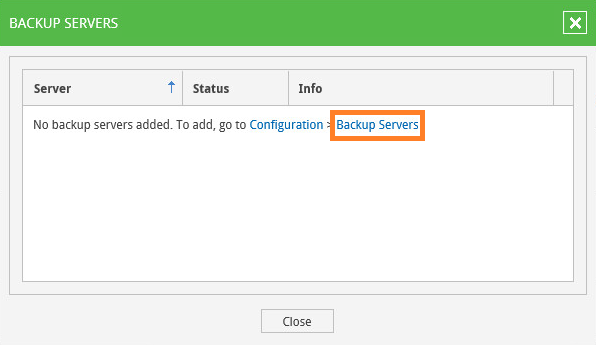 BACKUP SERVERS
Server Status Info
No backup servers added. To add, go to Configuration > Backup Servers
Close